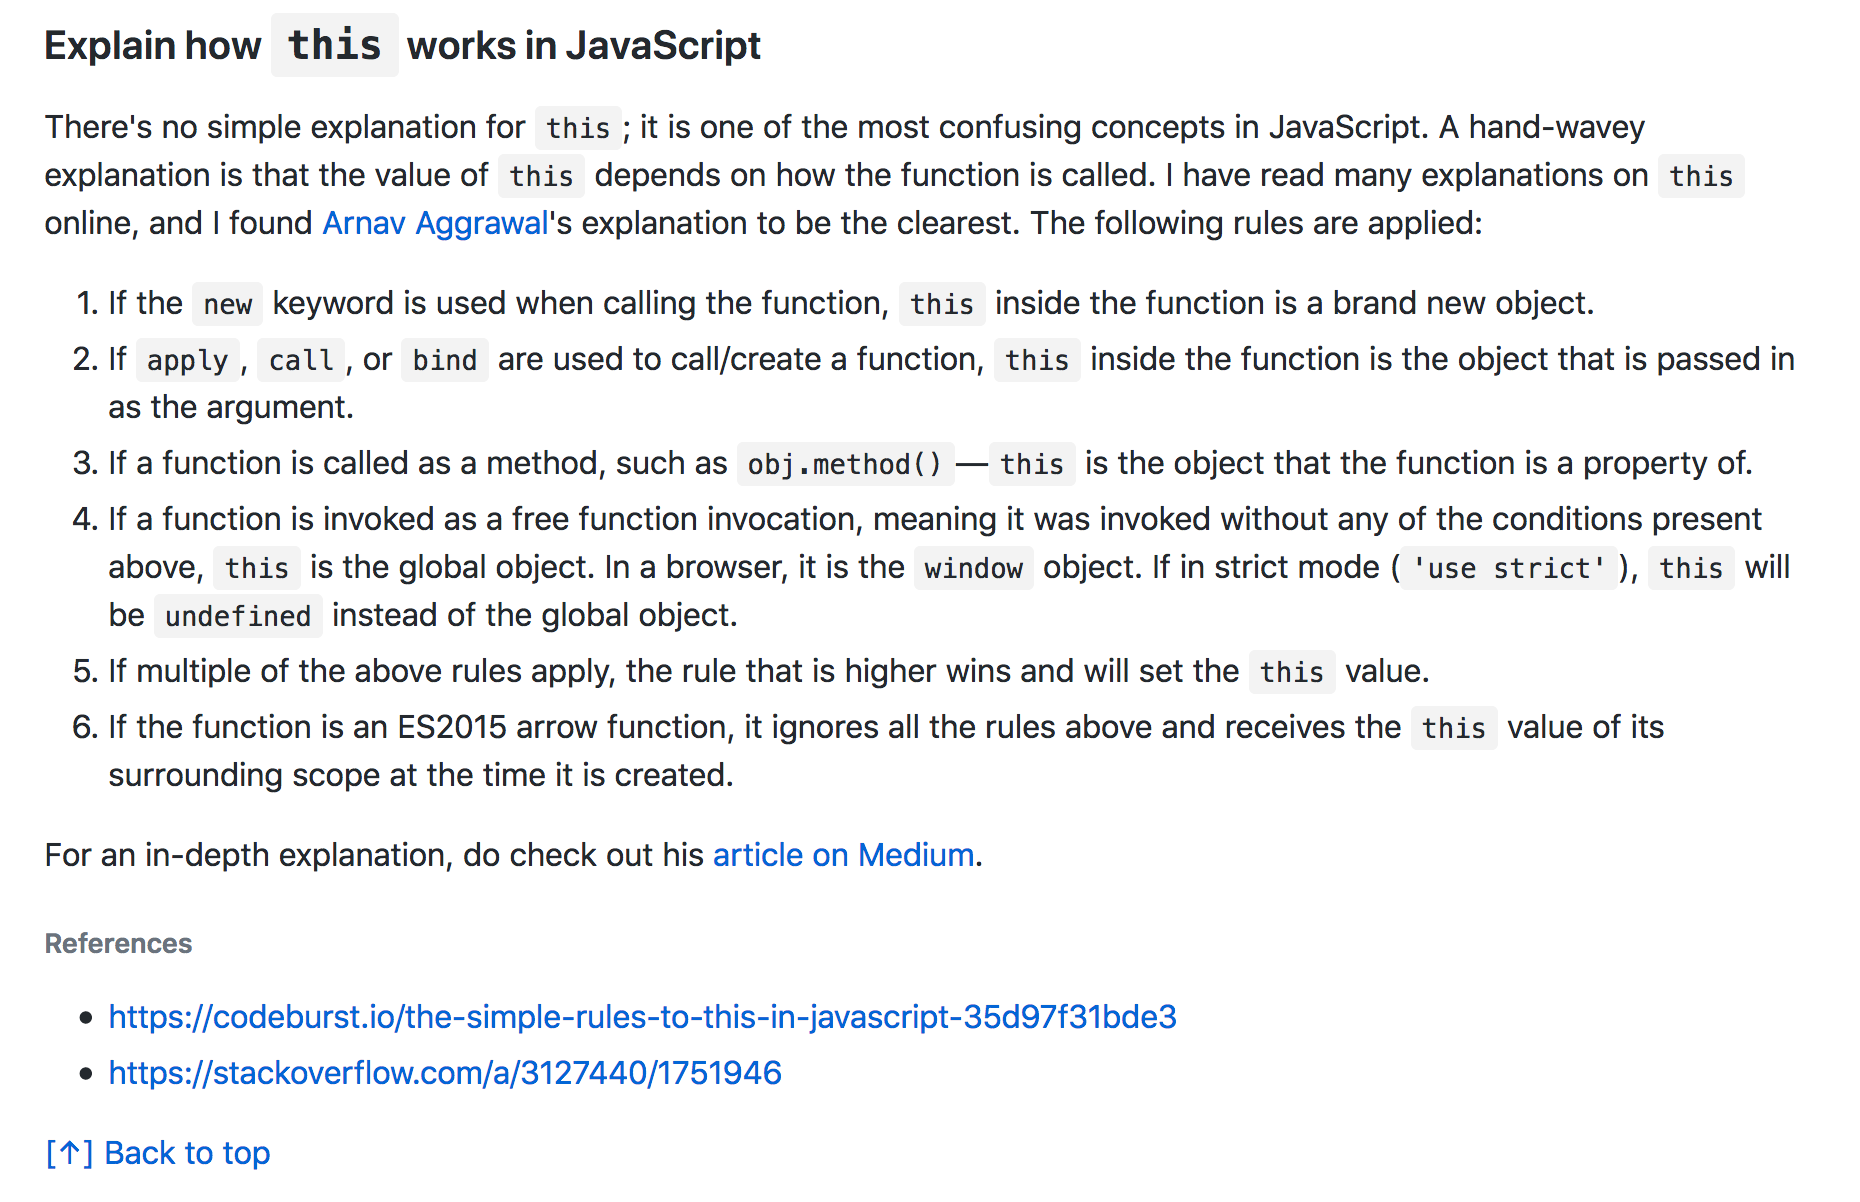 Explain how this works in JavaScript
There's no simple explanation for this; it is one of the most confusing concepts in JavaScript. A hand-wavey
explanation is that the value of this depends on how the function is called. I have read many explanations on this
online, and I found Arnav Aggrawal's explanation to be the clearest. The following rules are applied:
1. If the new keyword is used when calling the function, this inside the function is a brand new object.
2. If apply, call, or bind are used to call/create a function, this inside the function is the object that is passed in
as the argument.
3. If a function is called as a method, such as obj.method() — this is the object that the function is a property of.
4. If a function is invoked as a free function invocation, meaning it was invoked without any of the conditions present
above, this is the global object. In a browser, it is the window object. If in strict mode ('use strict'), this will
be undefined instead of the global object.
5. If multiple of the above rules apply, the rule that is higher wins and will set the this value.
6. If the function is an ES2015 arrow function, it ignores all the rules above and receives the this value of its
surrounding scope at the time it is created.
For an in-depth explanation, do check out his article on Medium.
References
• https://codeburst.io/the-simple-rules-to-this-in-javascript-35d97f31bde3
• https://stackoverflow.com/a/3127440/1751946
[↑] Back to top